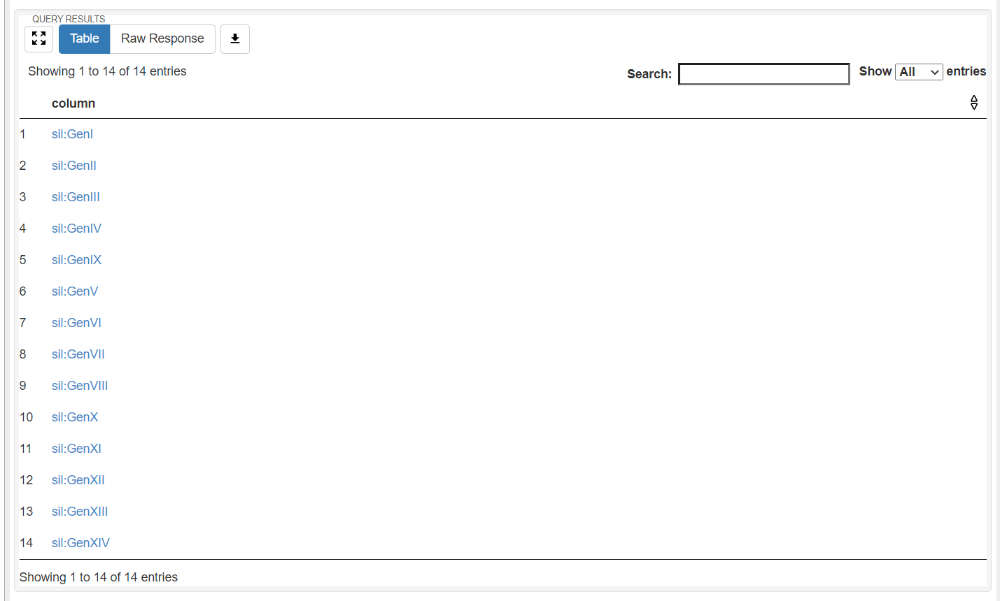 QUERY RESULTS
Table Raw Response
Showing 1 to 14 of 14 entries Search: Show All entries
column
1 sil:GenI
2 sil:GenII
3 sil:GenIII
4 sil:GenIV
5 sil:GenIX
6 sil:GenV
7 sil:GenVI
8 sil:GenVII
9 sil:GenVIII
10 sil:GenX
11 sil:GenXI
12 sil:GenXII
13 sil:GenXIII
14 sil:GenXIV
Showing 1 to 14 of 14 entries